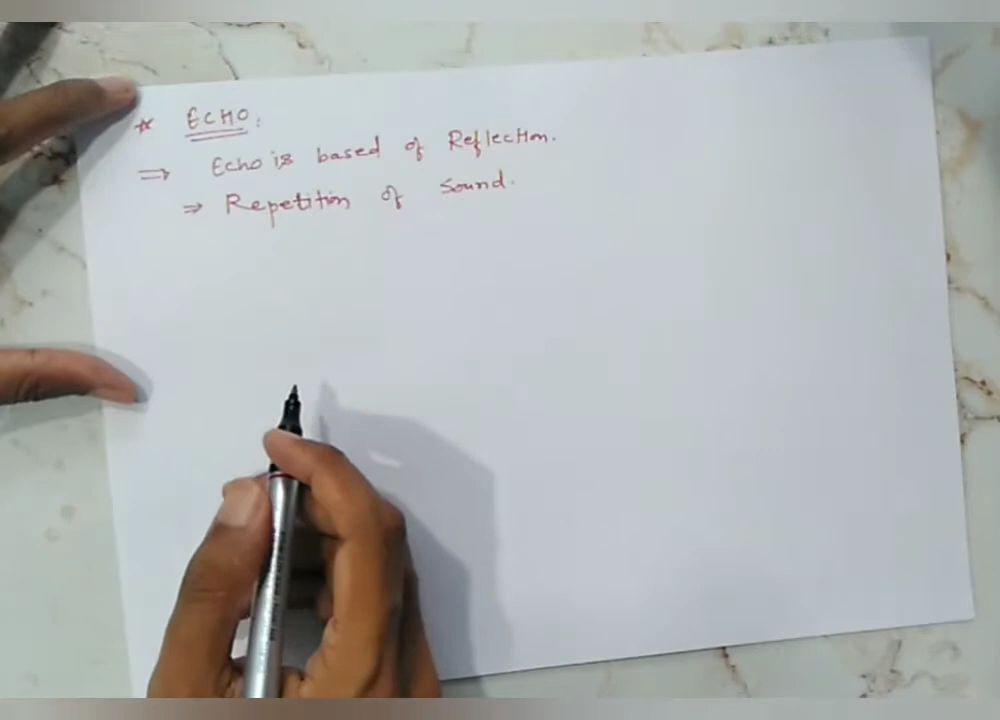 * ECHO:
⇒ Echo is based of Reflection.
⇒ Repetition of Sound.